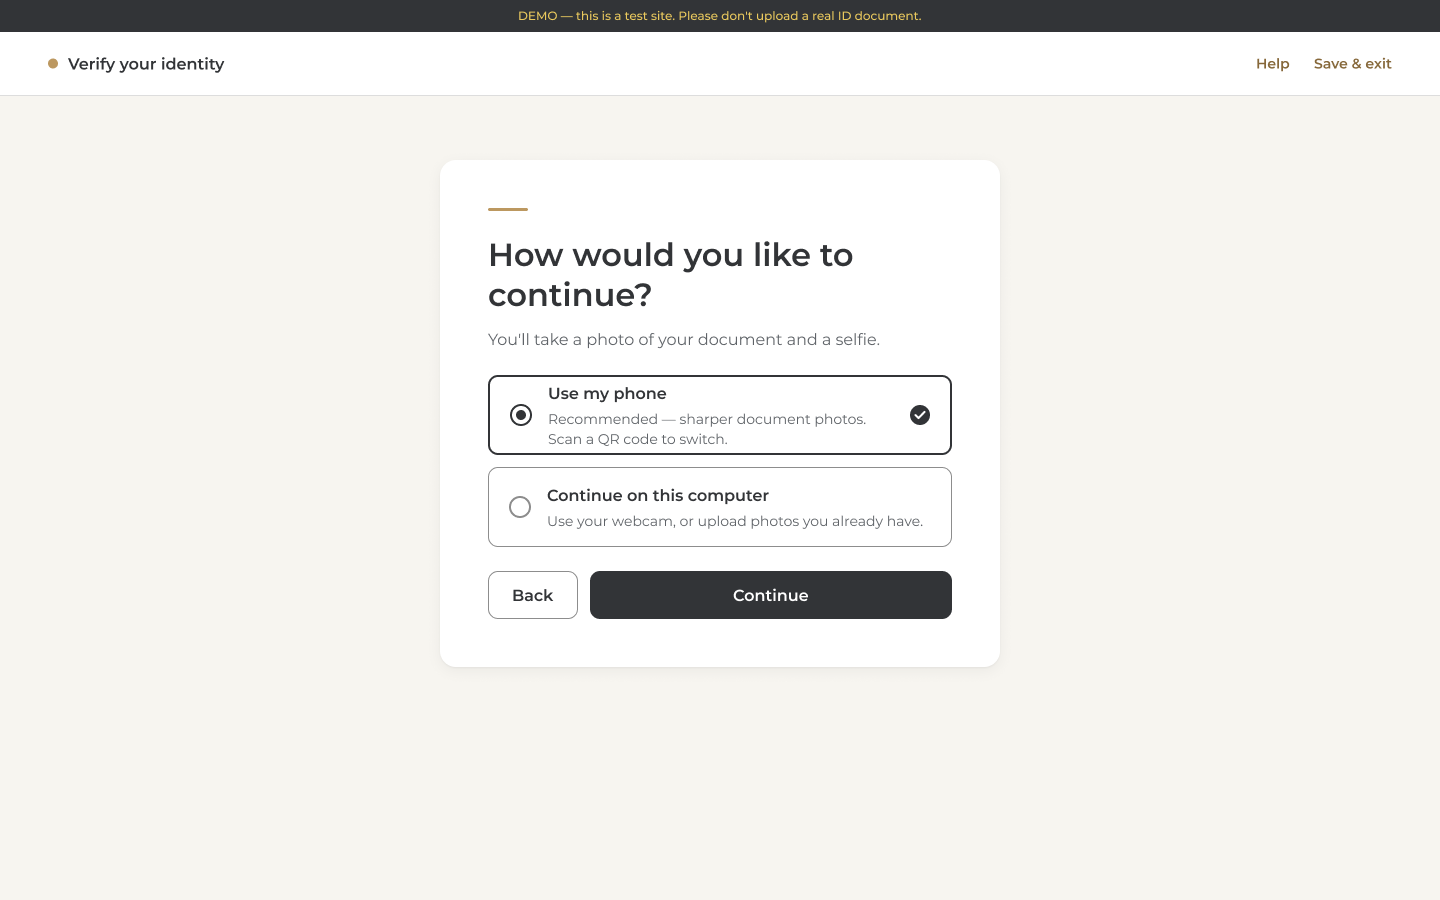 DEMO — this is a test site. Please don't upload a real ID document.
Verify your identity
Help
Save & exit
How would you like to
continue?
You'll take a photo of your document and a selfie.
Use my phone
Recommended — sharper document photos.
Scan a QR code to switch.
Continue on this computer
Use your webcam, or upload photos you already have.
Back
Continue